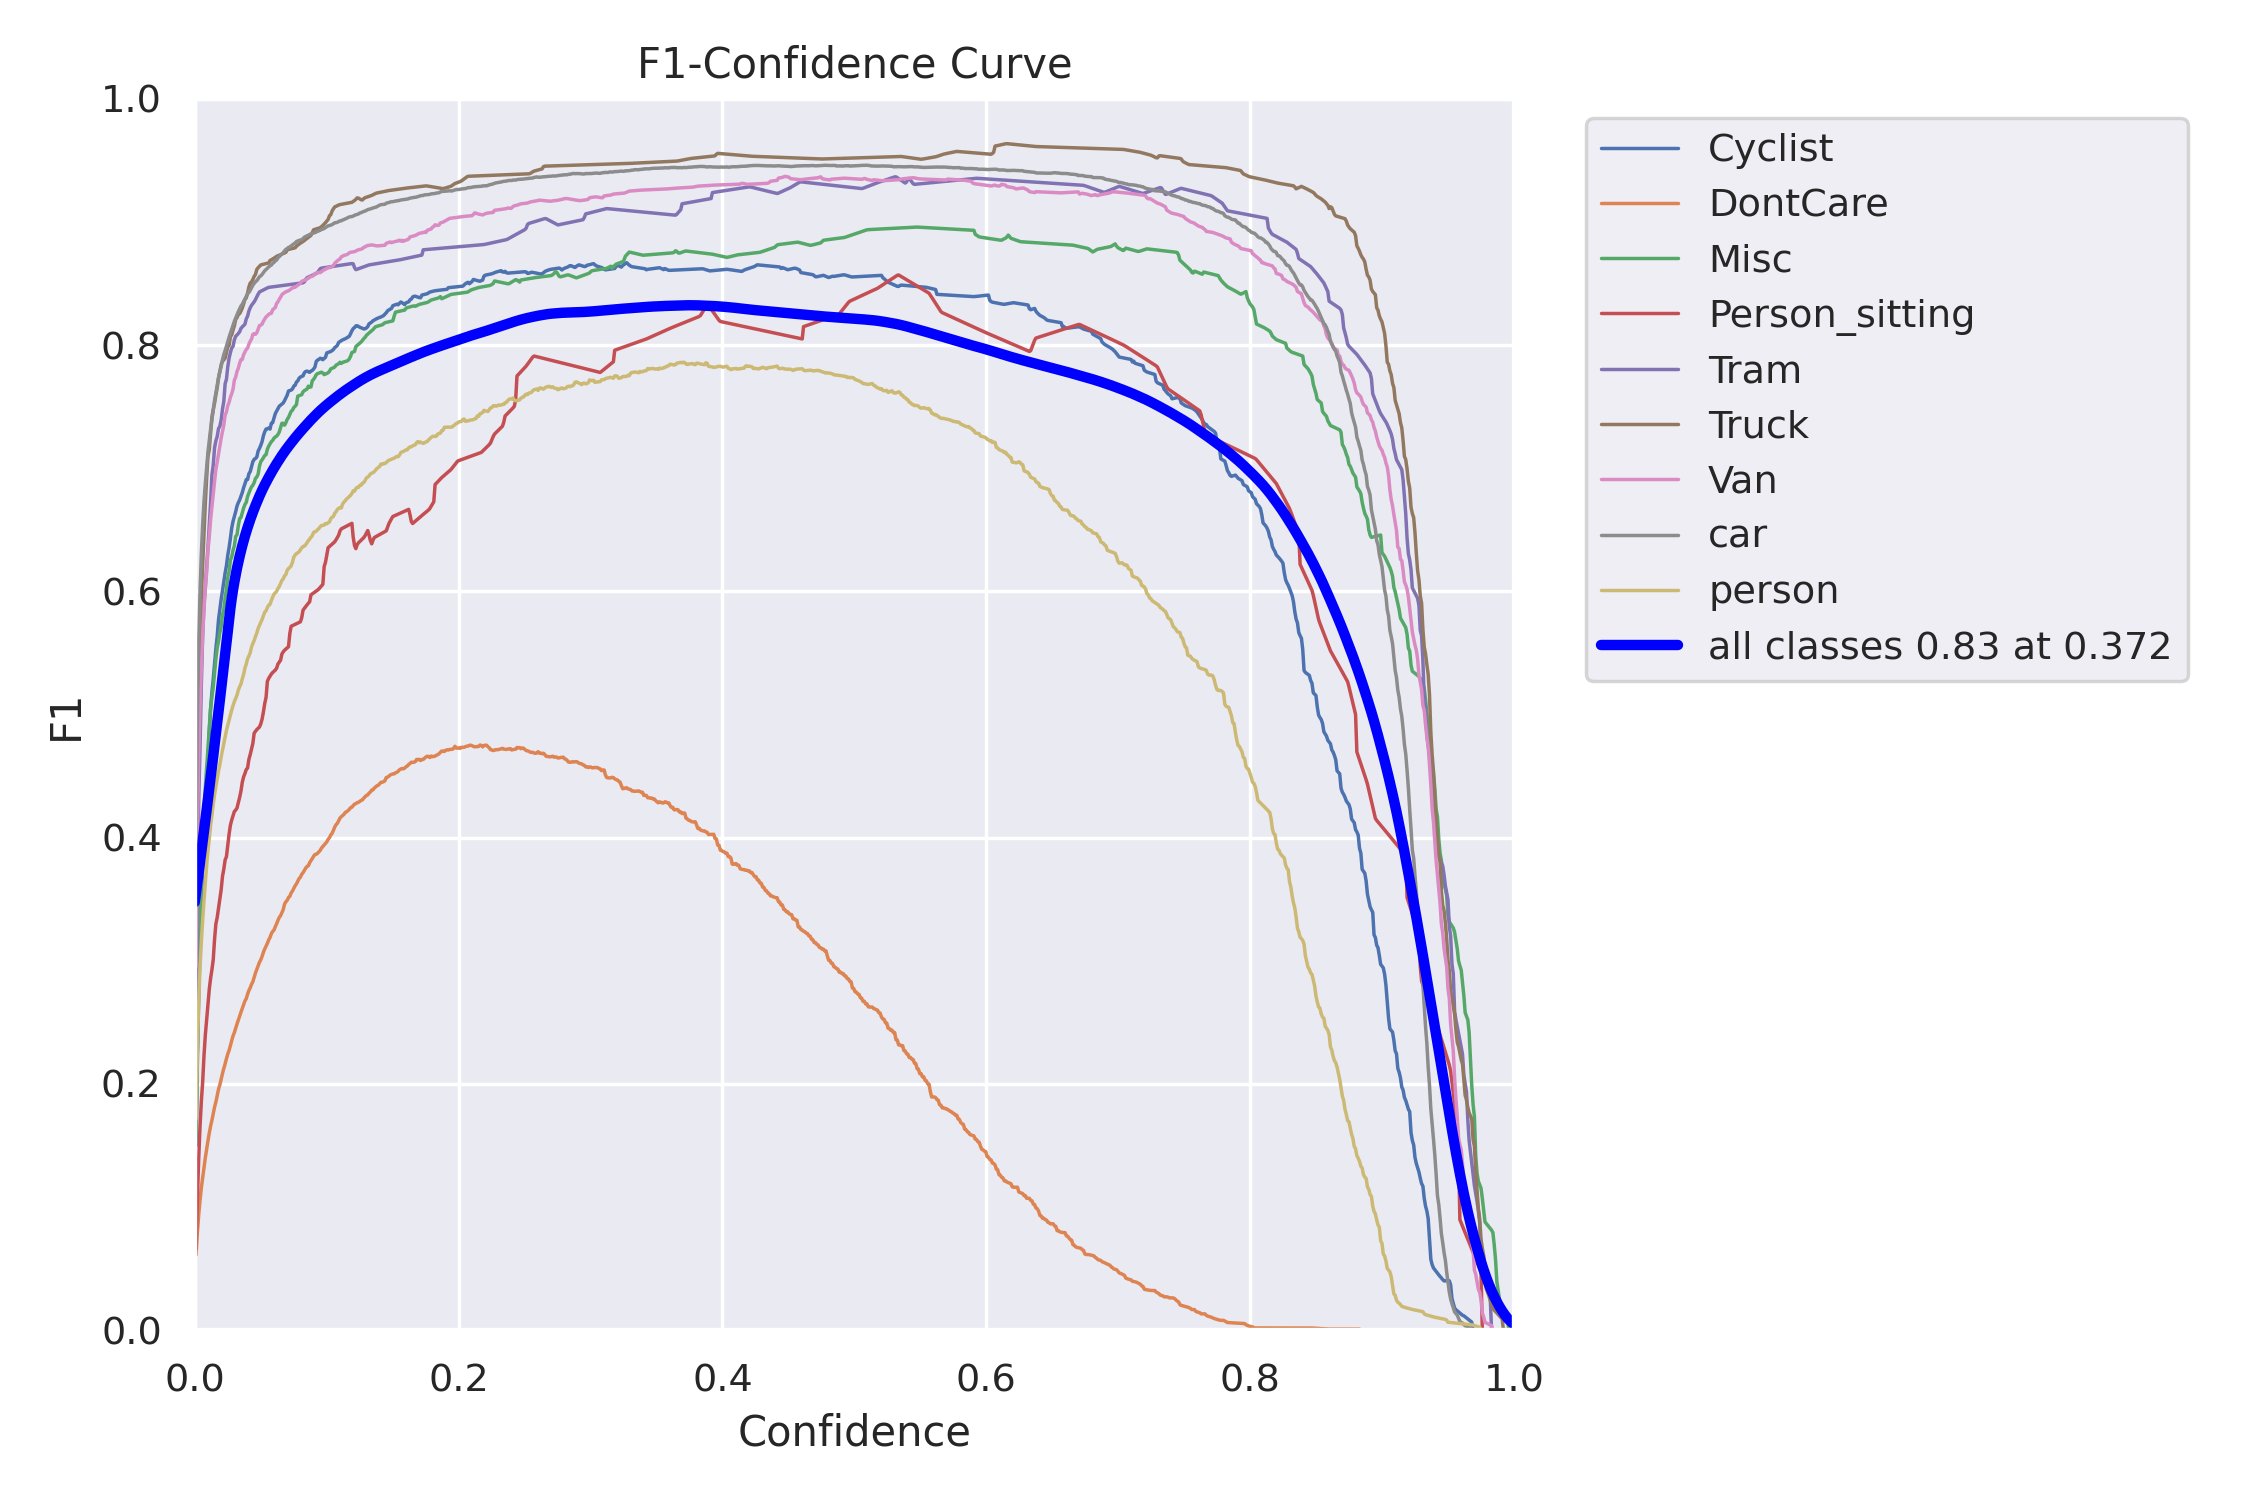 F1-Confidence Curve
1.0
0.8
0.6
0.4
0.2
0.0
F1
0.0 0.2 0.4 0.6 0.8 1.0
Confidence
Cyclist
DontCare
Misc
Person_sitting
Tram
Truck
Van
car
person
all classes 0.83 at 0.372